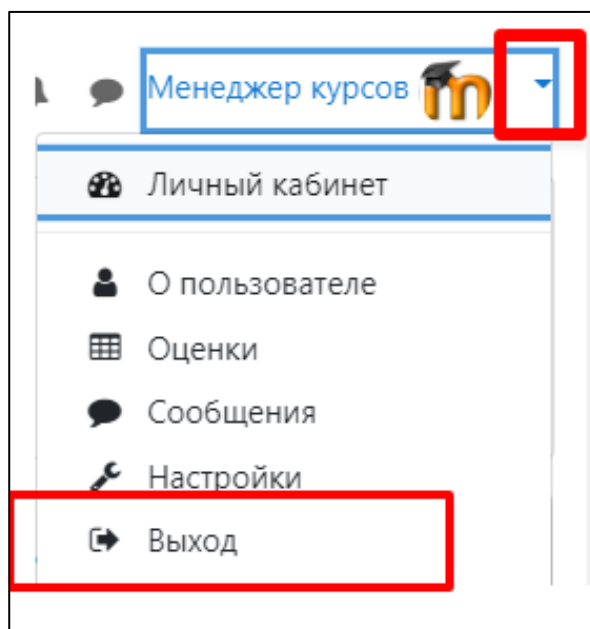 Менеджер курсов
Личный кабинет
О пользователе
Оценки
Сообщения
Настройки
Выход